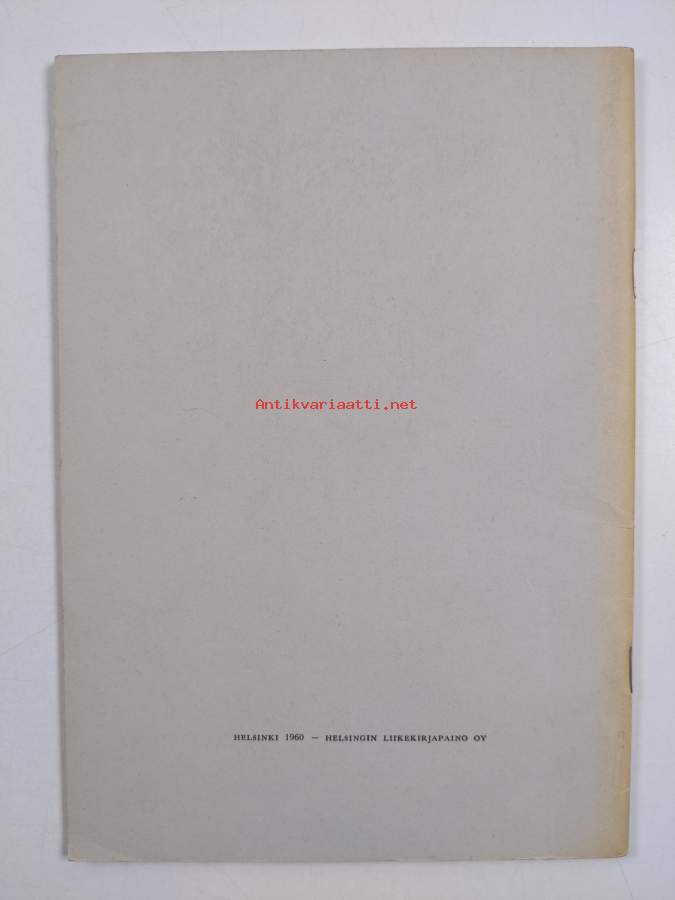 Antikvariaatti.net
HELSINKI 1960 — HELSINGIN LIIKEKIRJAPAINO OY